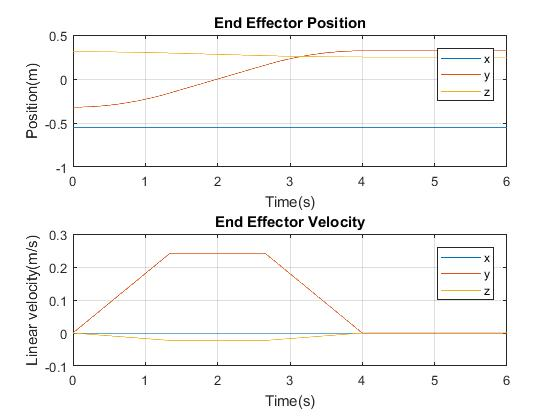 End Effector Position
0.5
0
-0.5
-1
Position(m)
x
y
z
0 1 2 3 4 5 6
Time(s)
End Effector Velocity
0.3
0.2
0.1
0
-0.1
Linear velocity(m/s)
x
y
z
0 1 2 3 4 5 6
Time(s)